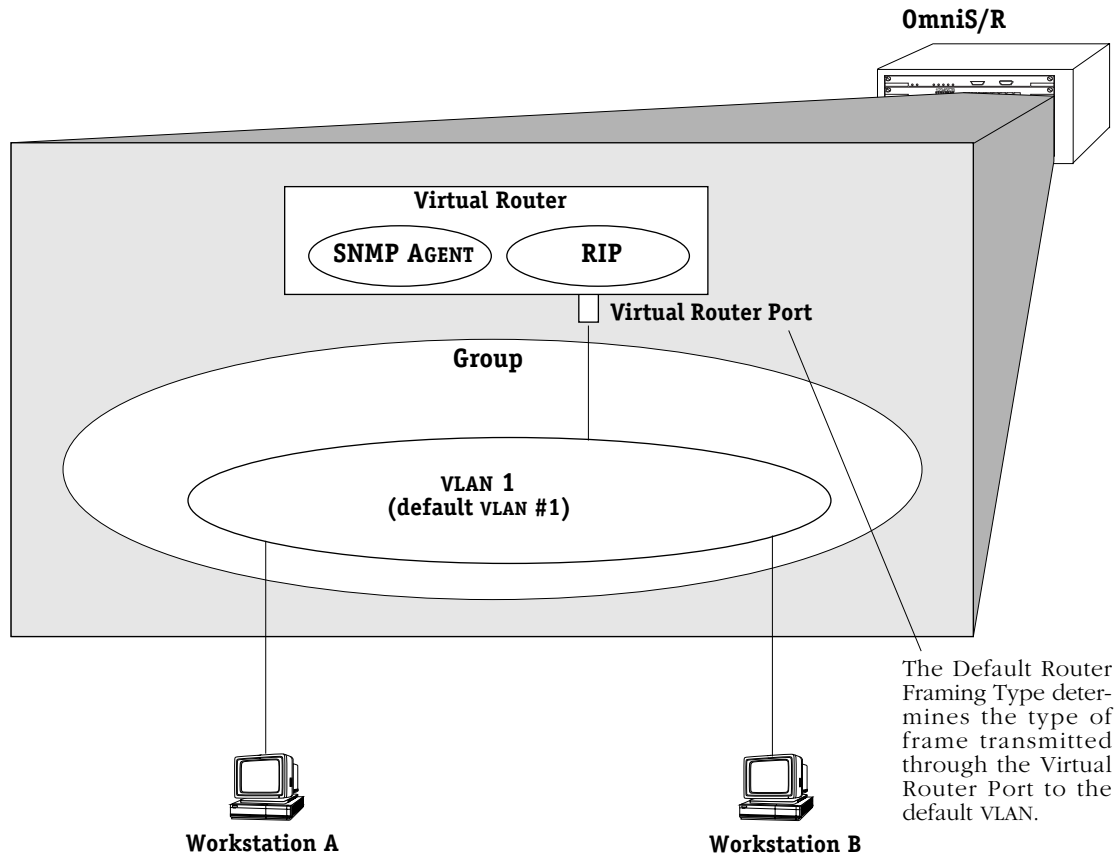 OmniS/R
Virtual Router
SNMP AGENT
RIP
Virtual Router Port
Group
VLAN 1
(default VLAN #1)
The Default Router
Framing Type deter-
mines the type of
frame transmitted
through the Virtual
Router Port to the
default VLAN.
Workstation A
Workstation B